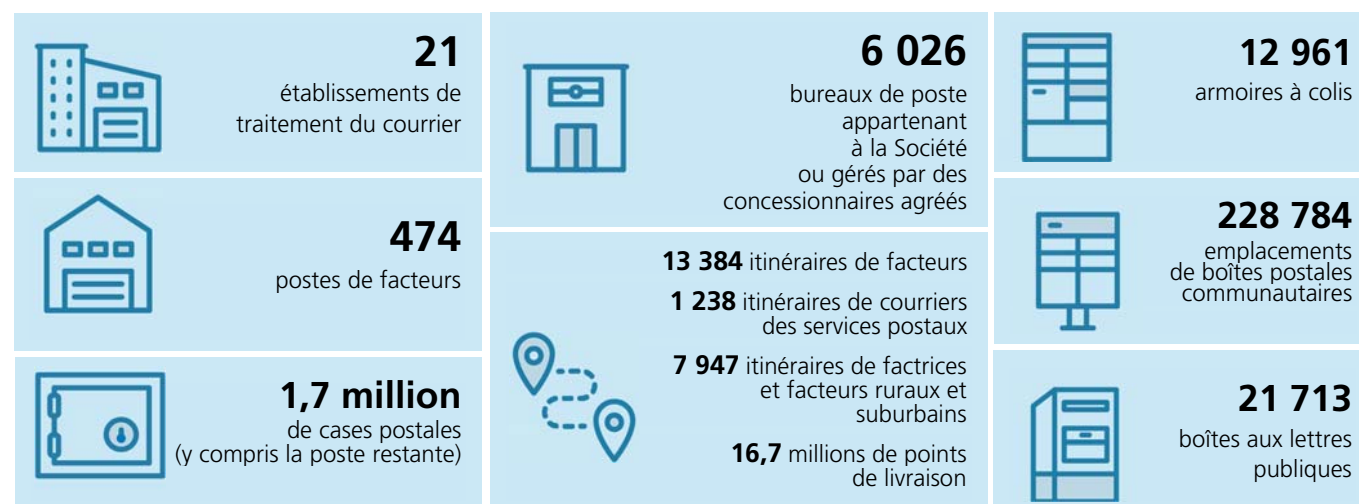 21
établissements de
traitement du courrier
474
postes de facteurs
1,7 million
de cases postales
(y compris la poste restante)
6 026
bureaux de poste
appartenant
à la Société
ou gérés par des
concessionnaires agréés
13 384 itinéraires de facteurs
1 238 itinéraires de courriers
des services postaux
7 947 itinéraires de factrices
et facteurs ruraux et
suburbains
16,7 millions de points
de livraison
12 961
armoires à colis
228 784
emplacements
de boîtes postales
communautaires
21 713
boîtes aux lettres
publiques